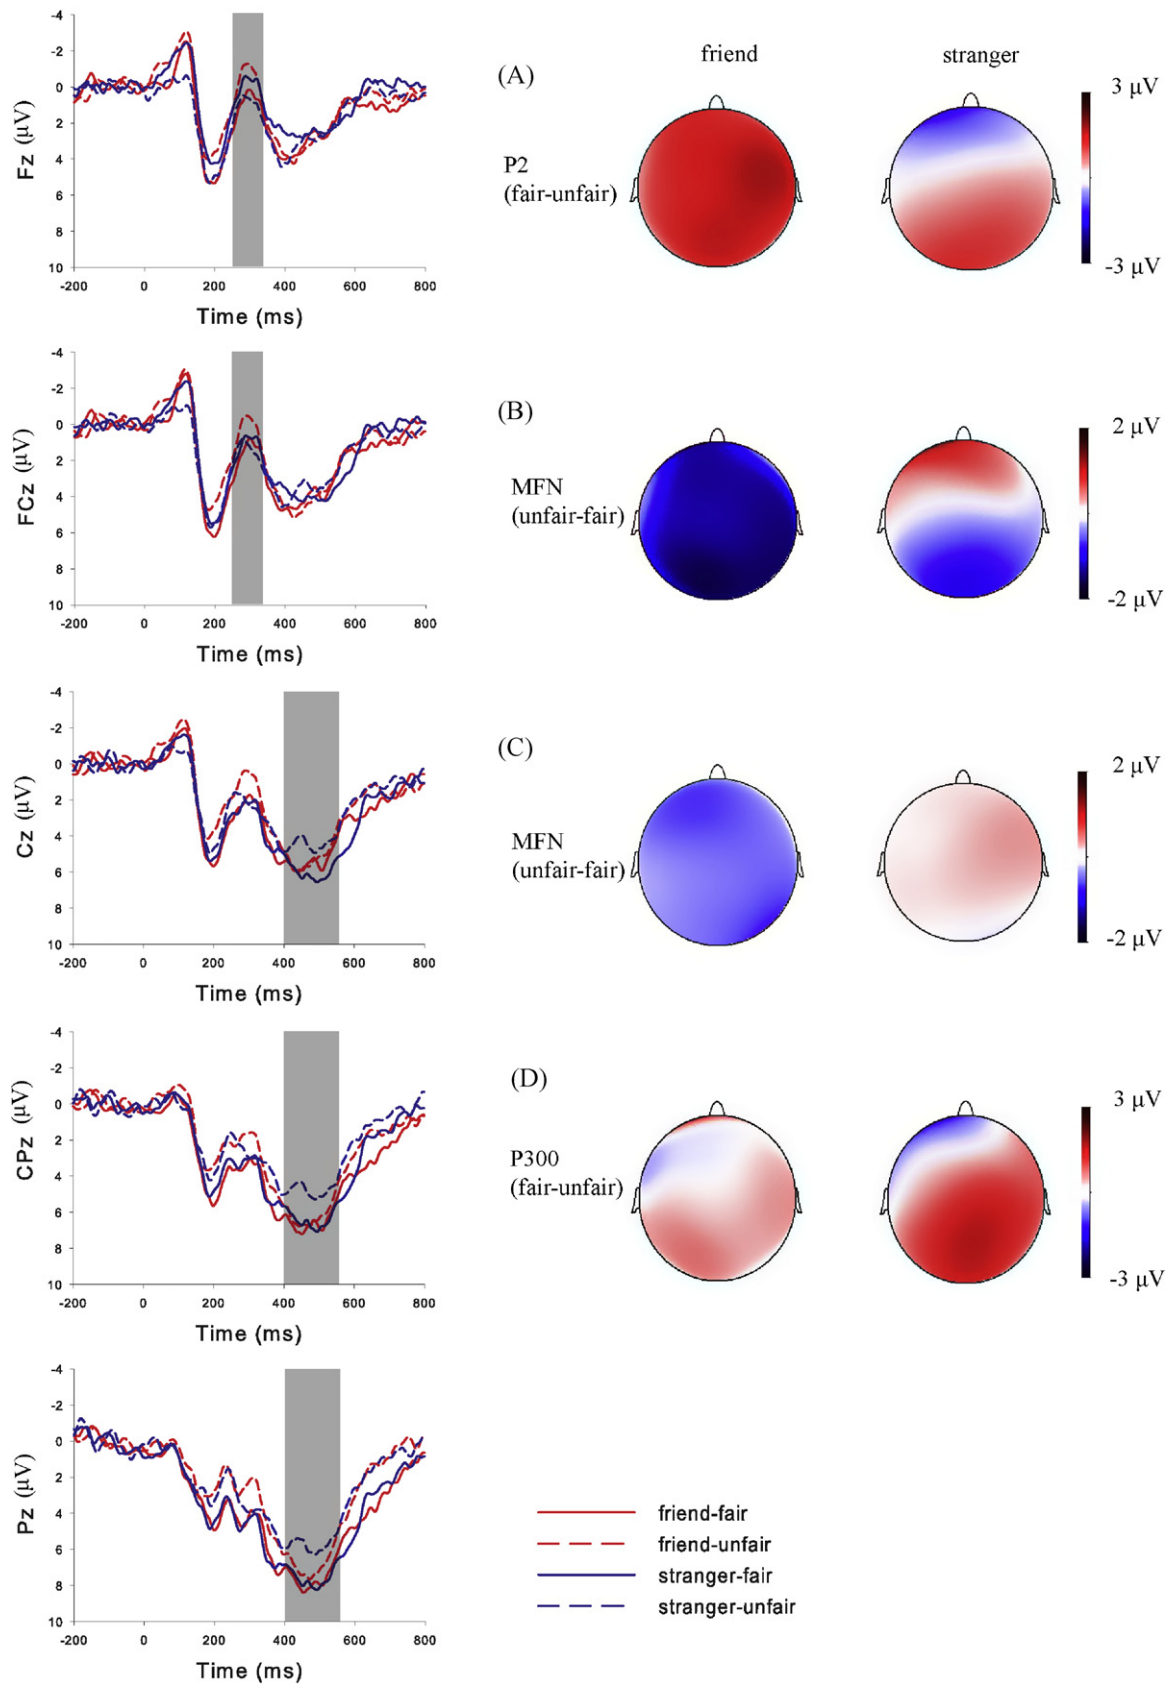 -4
-2
0
2
4
6
8
10
Fz (μV)
-200 0 200 400 600 800
Time (ms)
-4
-2
0
2
4
6
8
10
FCz (μV)
-200 0 200 400 600 800
Time (ms)
-4
-2
0
2
4
6
8
10
Cz (μV)
-200 0 200 400 600 800
Time (ms)
-4
-2
0
2
4
6
8
10
CPz (μV)
-200 0 200 400 600 800
Time (ms)
-4
-2
0
2
4
6
8
10
Pz (μV)
-200 0 200 400 600 800
Time (ms)
friend stranger
(A)
P2
(fair-unfair)
3 μV
-3 μV
(B)
MFN
(unfair-fair)
2 μV
-2 μV
(C)
MFN
(unfair-fair)
2 μV
-2 μV
(D)
P300
(fair-unfair)
3 μV
-3 μV
friend-fair
friend-unfair
stranger-fair
stranger-unfair